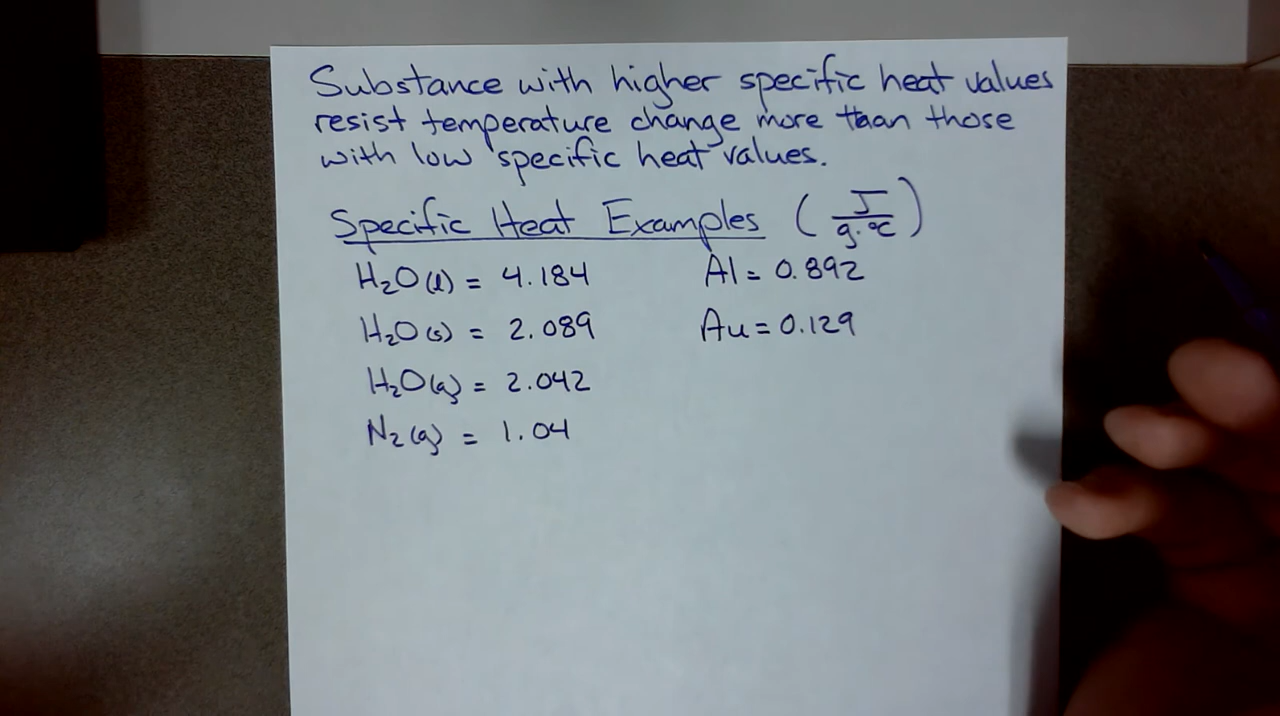 Substance with higher specific heat values
resist temperature change more than those
with low specific heat values.
Specific Heat Examples (J/g·°C)
H₂O(l) = 4.184 Al = 0.892
H₂O(s) = 2.089 Au = 0.129
H₂O(g) = 2.042
N₂(g) = 1.04